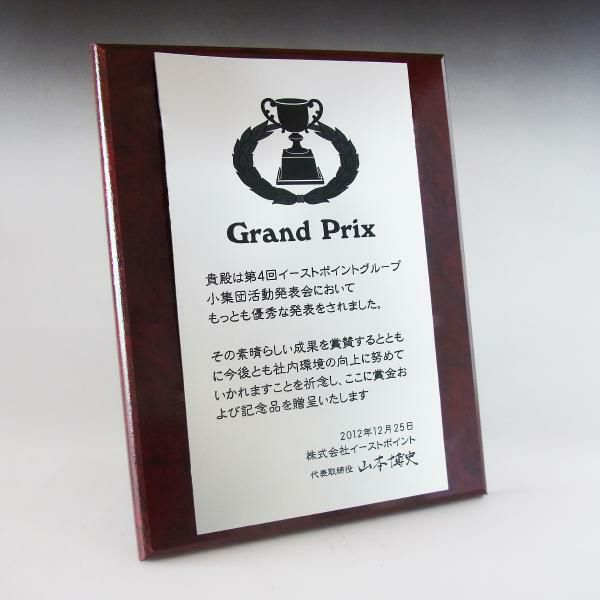 Grand Prix
貴殿は第4回イーストポイントグループ
小集団活動発表会において
もっとも優秀な発表をされました。
その素晴らしい成果を賞賛するととも
に今後とも社内環境の向上に努めて
いかれますことを祈念し、ここに賞金お
よび記念品を贈呈いたします
2012年12月25日
株式会社イーストポイント
代表取締役 山本博史